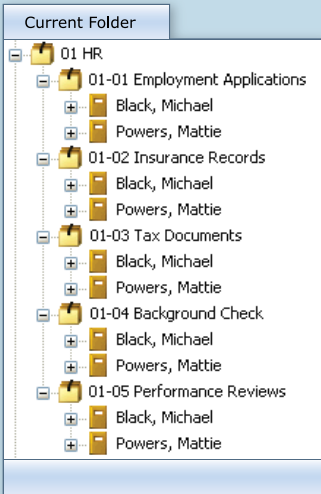 Current Folder
01 HR
01-01 Employment Applications
Black, Michael
Powers, Mattie
01-02 Insurance Records
Black, Michael
Powers, Mattie
01-03 Tax Documents
Black, Michael
Powers, Mattie
01-04 Background Check
Black, Michael
Powers, Mattie
01-05 Performance Reviews
Black, Michael
Powers, Mattie